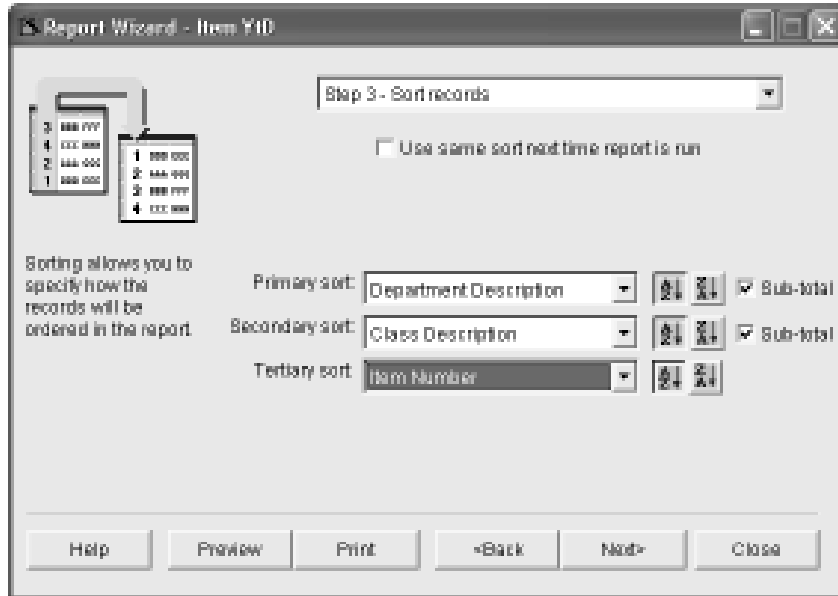 Report Wizard - Item YtD
Step 3 - Sort records
Use same sort next time report is run
Sorting allows you to
specify how the
records will be
ordered in the report
Primary sort: Department Description Sub-total
Secondary sort: Class Description Sub-total
Tertiary sort: Item Number
Help Preview Print <Back Next> Close